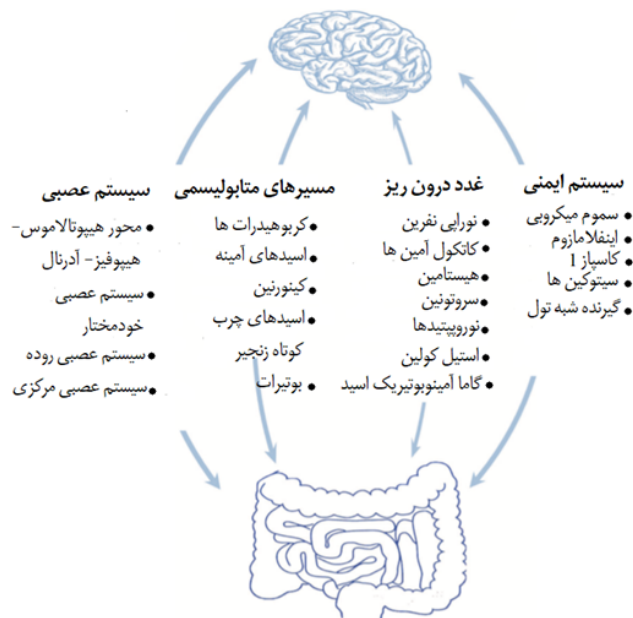 سیستم ایمنی
سموم میکروبی
اینفلامازوم
کاسپاز 1
سیتوکین ها
گیرنده شبه تول
غدد درون ریز
نوراپی نفرین
کاتکول آمین ها
هیستامین
سروتونین
نوروپپتیدها
استیل کولین
گاما آمینوبوتیریک اسید
مسیرهای متابولیسمی
کربوهیدرات ها
اسیدهای آمینه
کینورنین
اسیدهای چرب
کوتاه زنجیر
بوتیرات
سیستم عصبی
محور هیپوتالاموس-
هیپوفیز- آدرنال
سیستم عصبی
خودمختار
سیستم عصبی روده
سیستم عصبی مرکزی